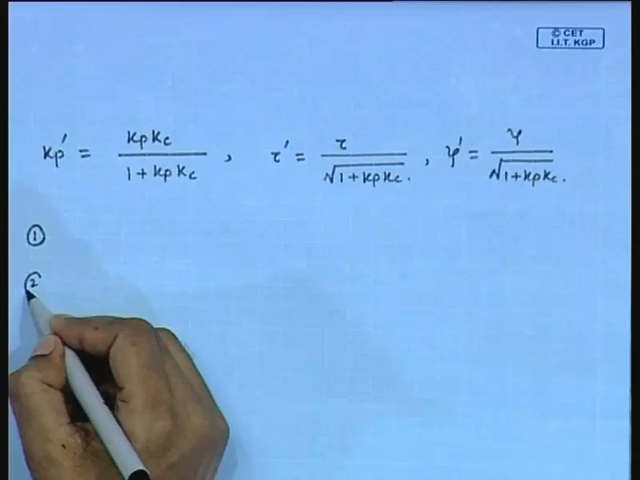 © CET
I.I.T. KGP
Kp' = KpKc / 1 + KpKc , τ' = τ / √1 + KpKc. , ψ' = ψ / √1 + KpKc.
①
②